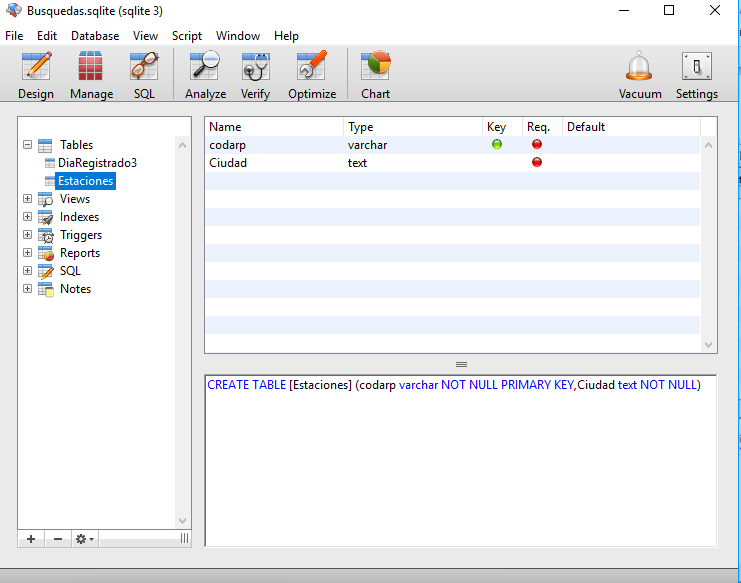 Busquedas.sqlite (sqlite 3)
File Edit Database View Script Window Help
Design Manage SQL Analyze Verify Optimize Chart Vacuum Settings
Tables
DiaRegistrado3
Estaciones
Views
Indexes
Triggers
Reports
SQL
Notes
Name Type Key Req. Default
codarp varchar
Ciudad text
CREATE TABLE [Estaciones] (codarp varchar NOT NULL PRIMARY KEY,Ciudad text NOT NULL)